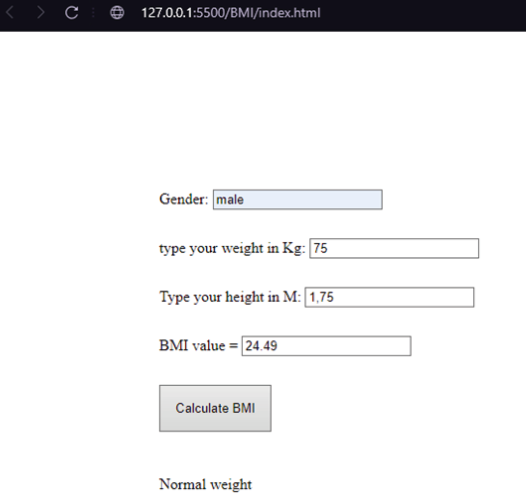 127.0.0.1:5500/BMI/index.html
Gender: male
type your weight in Kg: 75
Type your height in M: 1,75
BMI value = 24.49
Calculate BMI
Normal weight